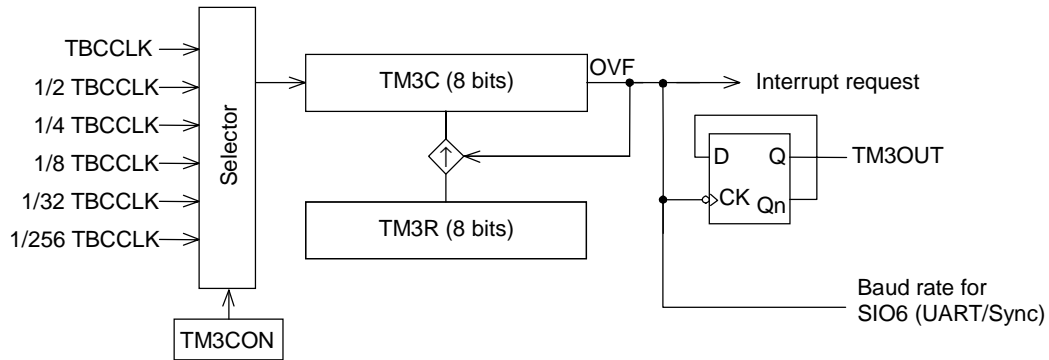 TBCCLK
1/2 TBCCLK
1/4 TBCCLK
1/8 TBCCLK
1/32 TBCCLK
1/256 TBCCLK
Selector
TM3CON
TM3C (8 bits)
OVF
TM3R (8 bits)
Interrupt request
D Q
CK
Qn
TM3OUT
Baud rate for
SIO6 (UART/Sync)